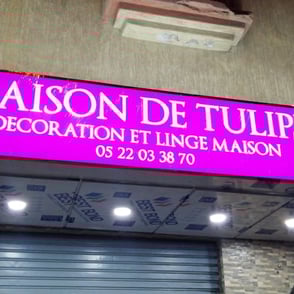 AISON DE TULIP
DECORATION ET LINGE MAISON
05 22 03 38 70